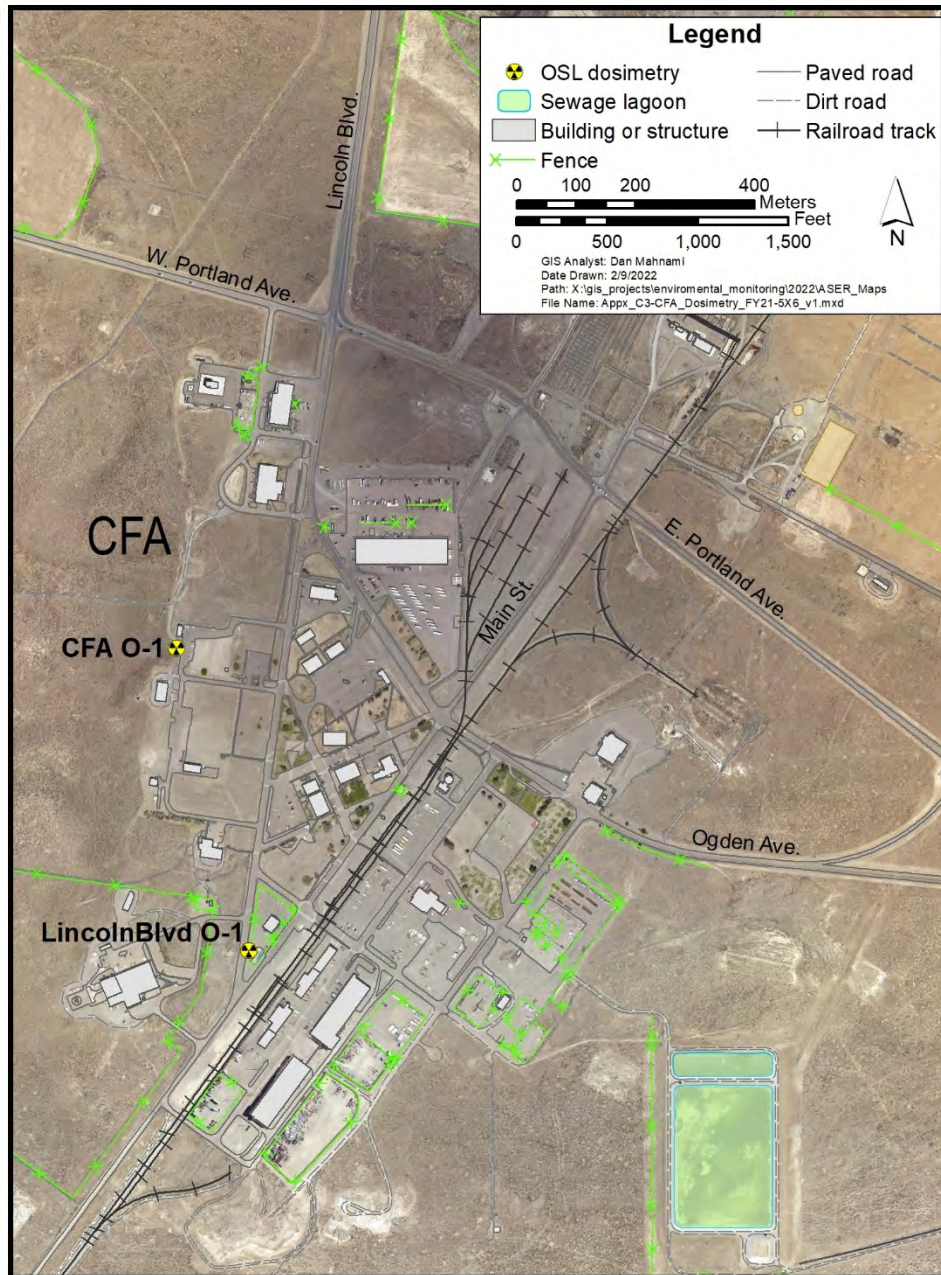 Legend
OSL dosimetry
Sewage lagoon
Building or structure
Fence
Paved road
Dirt road
Railroad track
0 100 200 400
Meters
Feet
0 500 1,000 1,500
N
GIS Analyst: Dan Mahnami
Date Drawn: 2/9/2022
Path: X:\gis_projects\enviromental_monitoring\2022\ASER_Maps
File Name: Appx_C3-CFA_Dosimetry_FY21-5X6_v1.mxd
Lincoln Blvd.
W. Portland Ave.
CFA
Main St.
E. Portland Ave.
CFA O-1
Ogden Ave.
LincolnBlvd O-1